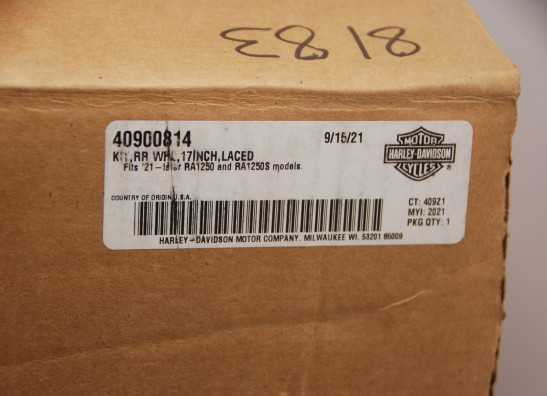 8183
40900814 9/15/21
KIT,RR WHL,17INCH,LACED
Fits '21-later RA1250 and RA1250S models.
MOTOR
HARLEY-DAVIDSON
CYCLES
®
COUNTRY OF ORIGIN U.S.A.
CT: 409Z1
MYI: 2021
PKG QTY: 1
HARLEY-DAVIDSON MOTOR COMPANY, MILWAUKEE WI. 53201 85009